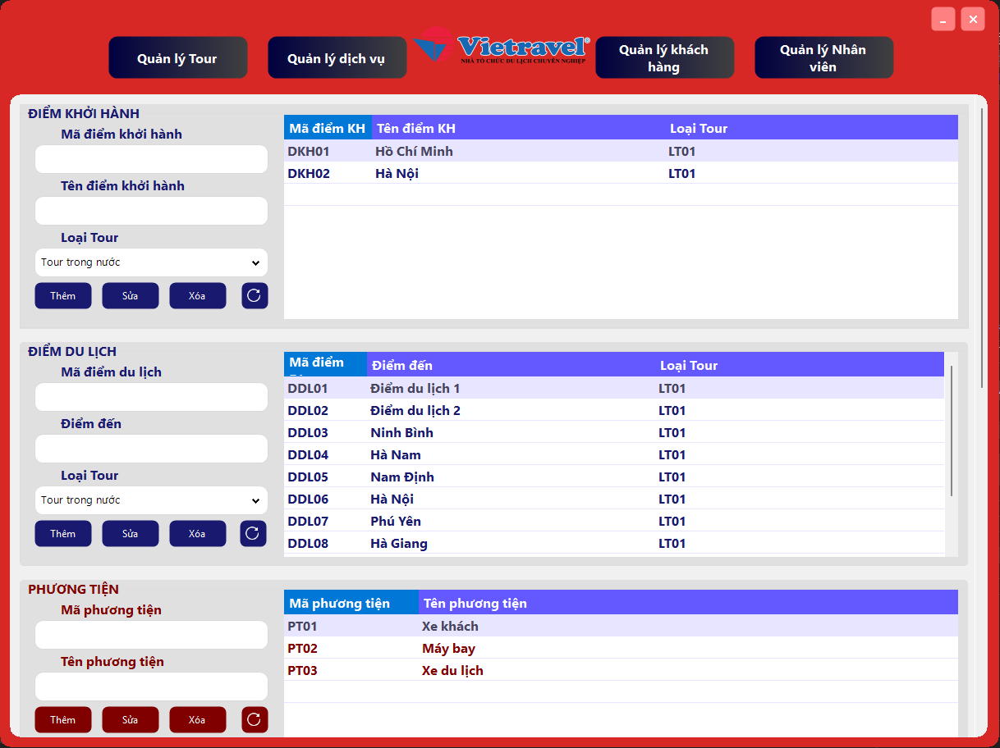 Quản lý Tour
Quản lý dịch vụ
Vietravel®
NHÀ TỔ CHỨC DU LỊCH CHUYÊN NGHIỆP
Quản lý khách
hàng
Quản lý Nhân
viên
ĐIỂM KHỞI HÀNH
Mã điểm khởi hành
Tên điểm khởi hành
Loại Tour
Tour trong nước
Thêm Sửa Xóa
Mã điểm KH Tên điểm KH Loại Tour
DKH01 Hồ Chí Minh LT01
DKH02 Hà Nội LT01
ĐIỂM DU LỊCH
Mã điểm du lịch
Điểm đến
Loại Tour
Tour trong nước
Thêm Sửa Xóa
Mã điểm Điểm đến Loại Tour
DDL01 Điểm du lịch 1 LT01
DDL02 Điểm du lịch 2 LT01
DDL03 Ninh Bình LT01
DDL04 Hà Nam LT01
DDL05 Nam Định LT01
DDL06 Hà Nội LT01
DDL07 Phú Yên LT01
DDL08 Hà Giang LT01
PHƯƠNG TIỆN
Mã phương tiện
Tên phương tiện
Thêm Sửa Xóa
Mã phương tiện Tên phương tiện
PT01 Xe khách
PT02 Máy bay
PT03 Xe du lịch